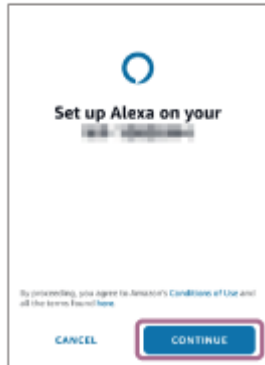 Set up Alexa on your
By proceeding, you agree to Amazon's Conditions of Use and
all the terms found here.
CANCEL
CONTINUE